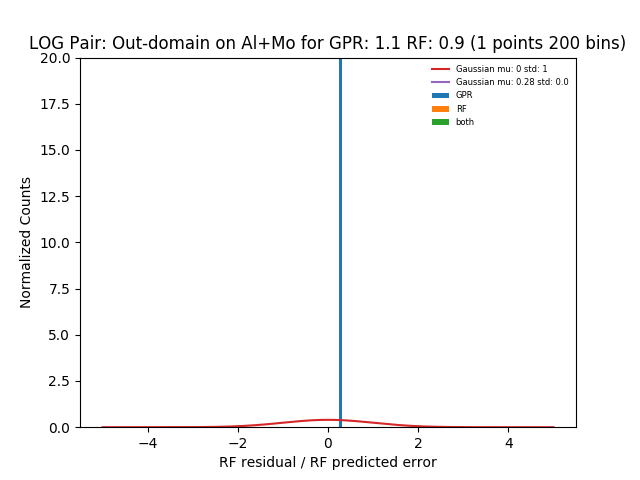 LOG Pair: Out-domain on Al+Mo for GPR: 1.1 RF: 0.9 (1 points 200 bins)
Gaussian mu: 0 std: 1
Gaussian mu: 0.28 std: 0.0
GPR
RF
both
Normalized Counts
20.0
17.5
15.0
12.5
10.0
7.5
5.0
2.5
0.0
−4
−2
0
2
4
RF residual / RF predicted error